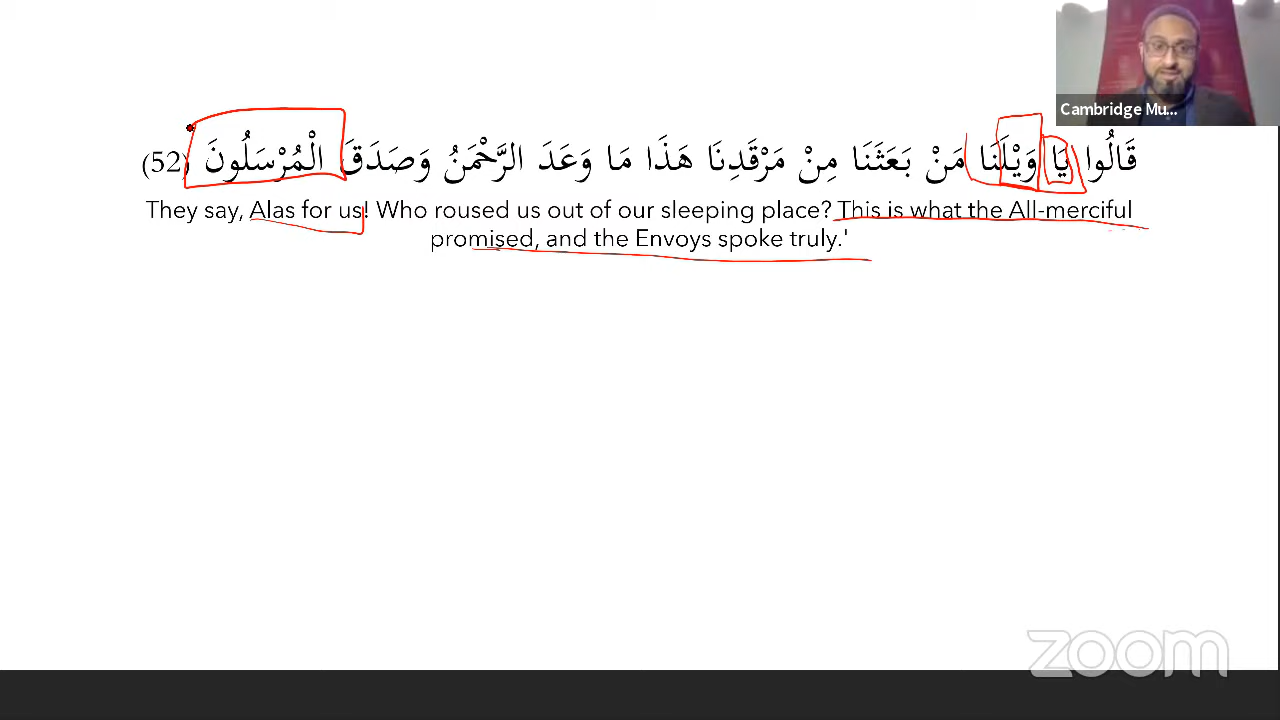 Cambridge Mu...
قَالُوا يَا وَيْلَنَا مَنْ بَعَثَنَا مِنْ مَرْقَدِنَا هَذَا مَا وَعَدَ الرَّحْمَنُ وَصَدَقَ الْمُرْسَلُونَ (52)
They say, Alas for us! Who roused us out of our sleeping place? This is what the All-merciful
promised, and the Envoys spoke truly.'
zoom